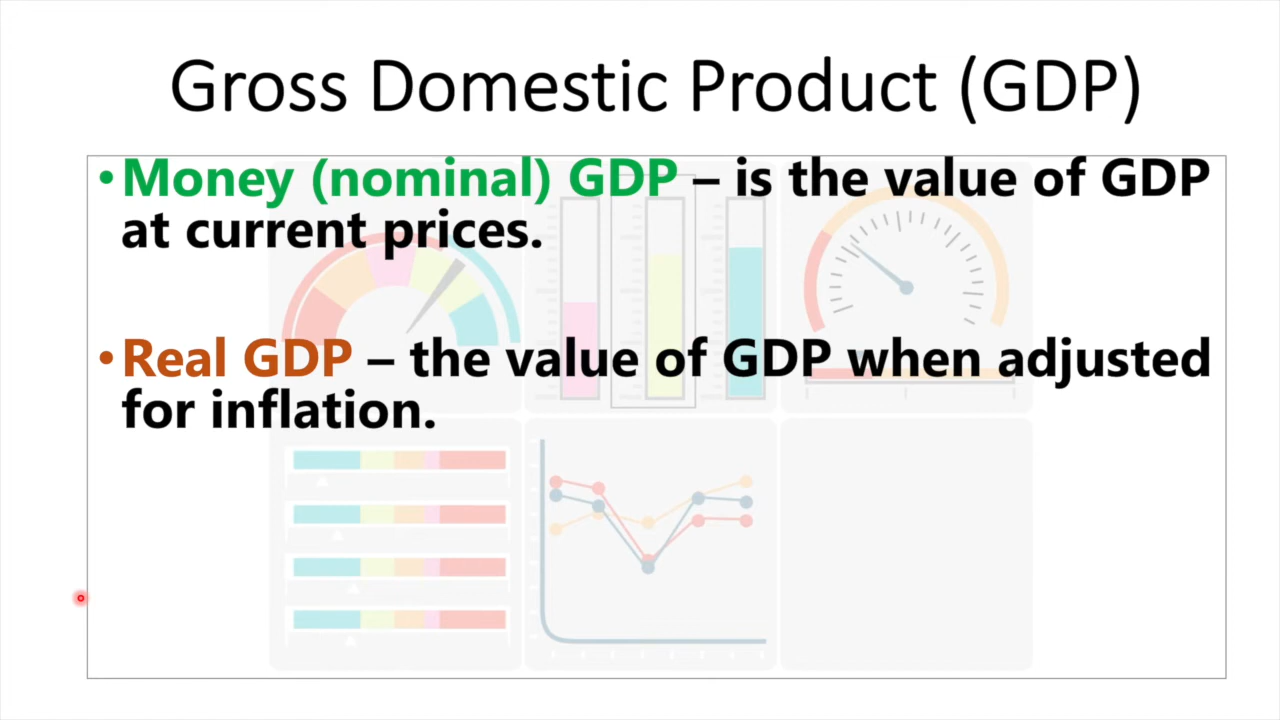 Gross Domestic Product (GDP)
•Money (nominal) GDP – is the value of GDP
at current prices.
•Real GDP – the value of GDP when adjusted
for inflation.